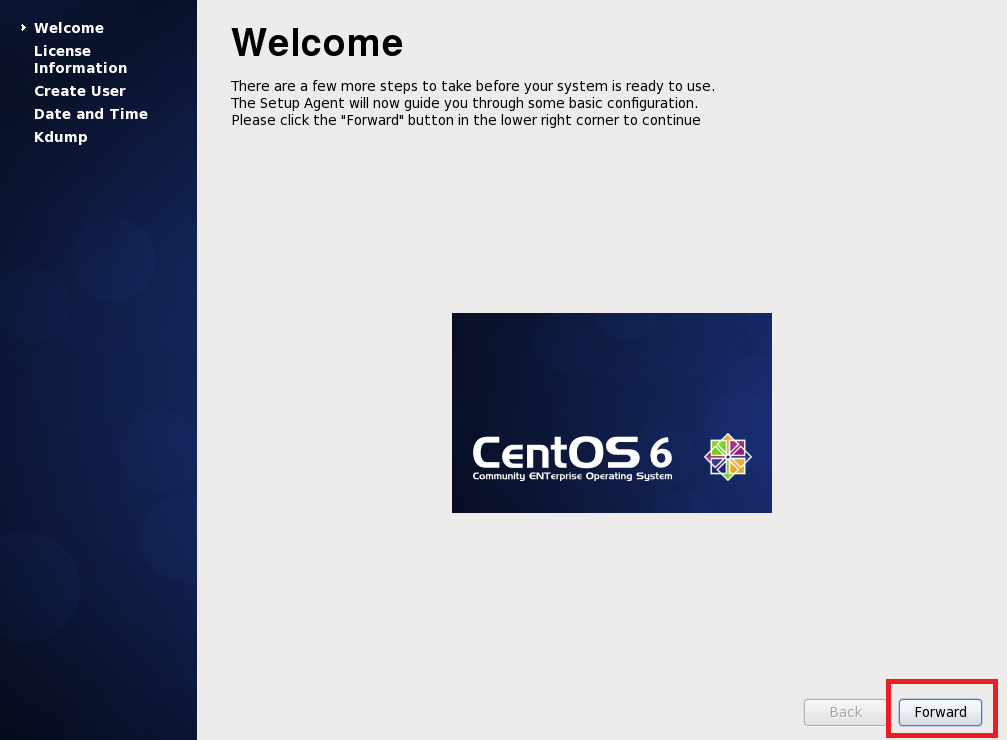 Welcome
License
Information
Create User
Date and Time
Kdump
Welcome
There are a few more steps to take before your system is ready to use.
The Setup Agent will now guide you through some basic configuration.
Please click the "Forward" button in the lower right corner to continue
CentOS 6
Community ENTerprise Operating System
Back
Forward